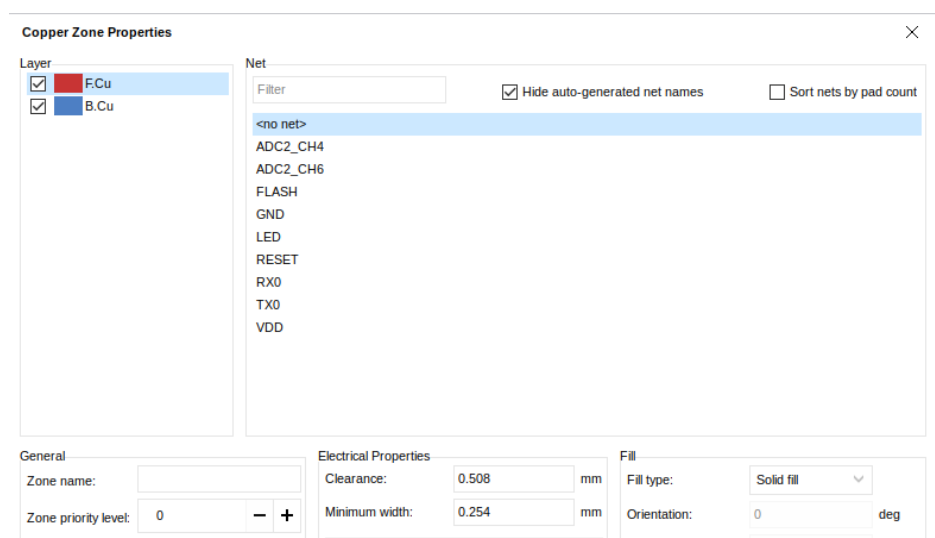 Copper Zone Properties
Layer
Net
F.Cu
B.Cu
Filter
Hide auto-generated net names
Sort nets by pad count
<no net>
ADC2_CH4
ADC2_CH6
FLASH
GND
LED
RESET
RX0
TX0
VDD
General
Electrical Properties
Fill
Zone name:
Clearance: 0.508 mm
Fill type: Solid fill
Zone priority level: 0
Minimum width: 0.254 mm
Orientation: 0 deg